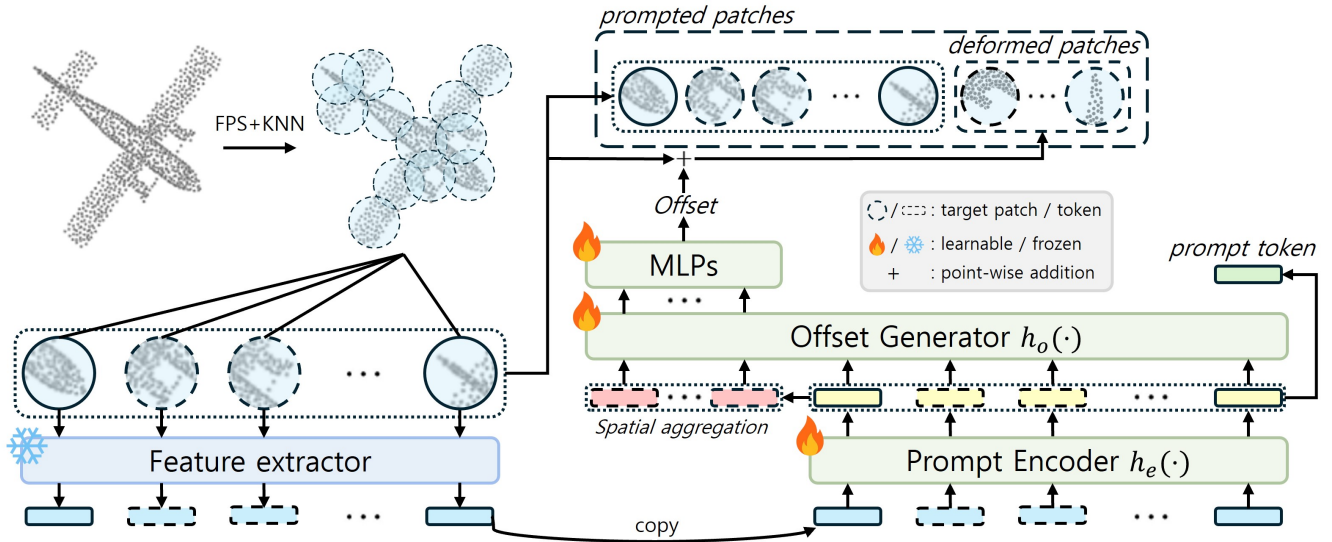 prompted patches
deformed patches
FPS+KNN
...
...
+
Offset
/ : target patch / token
/ : learnable / frozen
+ : point-wise addition
prompt token
MLPs
...
Offset Generator hₒ(·)
...
...
...
Spatial aggregation
Feature extractor
Prompt Encoder hₑ(·)
...
copy
...